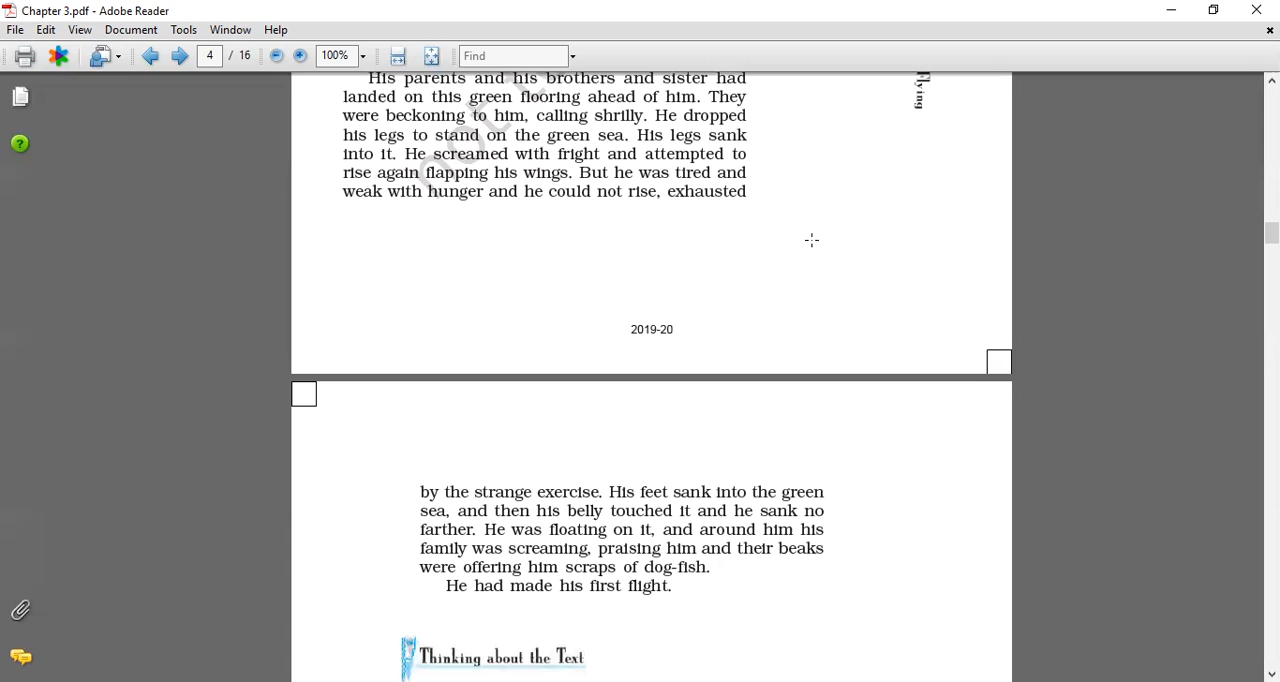 Chapter 3.pdf - Adobe Reader
File Edit View Document Tools Window Help
4 / 16 100% Find
Flying
His parents and his brothers and sister had
landed on this green flooring ahead of him. They
were beckoning to him, calling shrilly. He dropped
his legs to stand on the green sea. His legs sank
into it. He screamed with fright and attempted to
rise again flapping his wings. But he was tired and
weak with hunger and he could not rise, exhausted
not
2019-20
by the strange exercise. His feet sank into the green
sea, and then his belly touched it and he sank no
farther. He was floating on it, and around him his
family was screaming, praising him and their beaks
were offering him scraps of dog-fish.
He had made his first flight.
Thinking about the Text